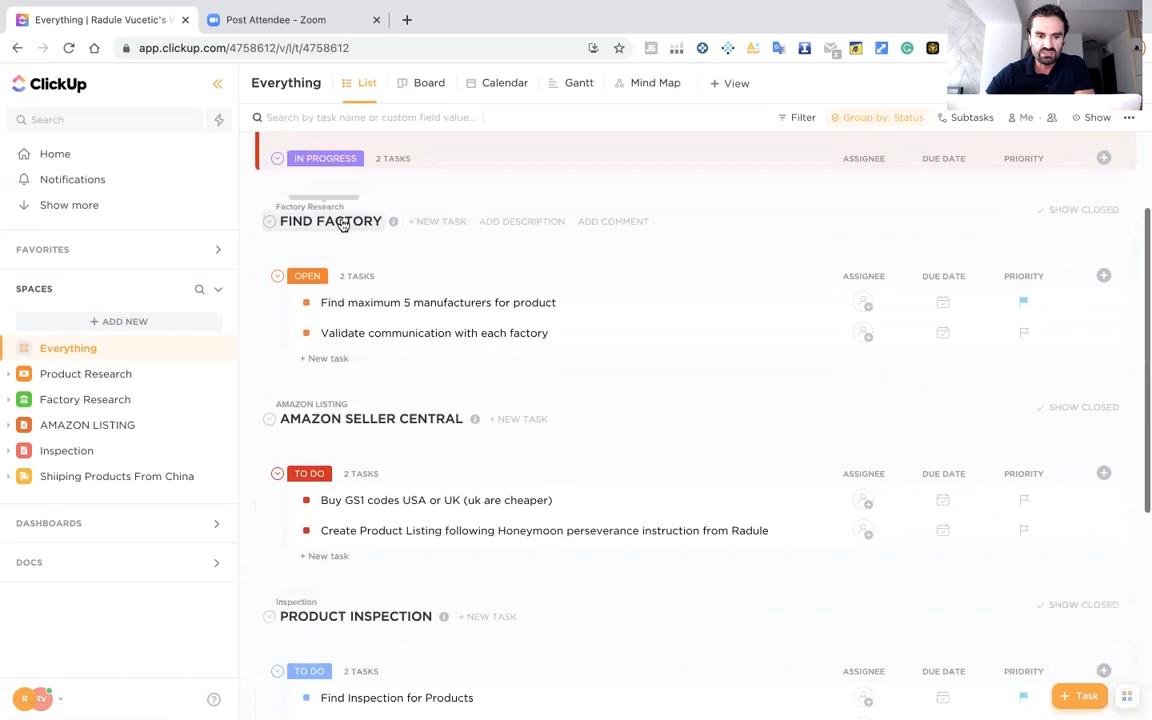 Everything | Radule Vucetic's W
Post Attendee - Zoom
app.clickup.com/4758612/v/l/t/4758612
ClickUp
Search
Home
Notifications
Show more
FAVORITES
SPACES
+ ADD NEW
Everything
Product Research
Factory Research
AMAZON LISTING
Inspection
Shiiping Products From China
DASHBOARDS
DOCS
R RV
Everything
List
Board
Calendar
Gantt
Mind Map
+ View
Search by task name or custom field value...
Filter
Group by: Status
Subtasks
Me
Show
IN PROGRESS 2 TASKS ASSIGNEE DUE DATE PRIORITY
Factory Research
FIND FACTORY + NEW TASK ADD DESCRIPTION ADD COMMENT SHOW CLOSED
OPEN 2 TASKS ASSIGNEE DUE DATE PRIORITY
Find maximum 5 manufacturers for product
Validate communication with each factory
+ New task
AMAZON LISTING
AMAZON SELLER CENTRAL + NEW TASK SHOW CLOSED
TO DO 2 TASKS ASSIGNEE DUE DATE PRIORITY
Buy GS1 codes USA or UK (uk are cheaper)
Create Product Listing following Honeymoon perseverance instruction from Radule
+ New task
Inspection
PRODUCT INSPECTION + NEW TASK SHOW CLOSED
TO DO 2 TASKS ASSIGNEE DUE DATE PRIORITY
Find Inspection for Products
+ Task